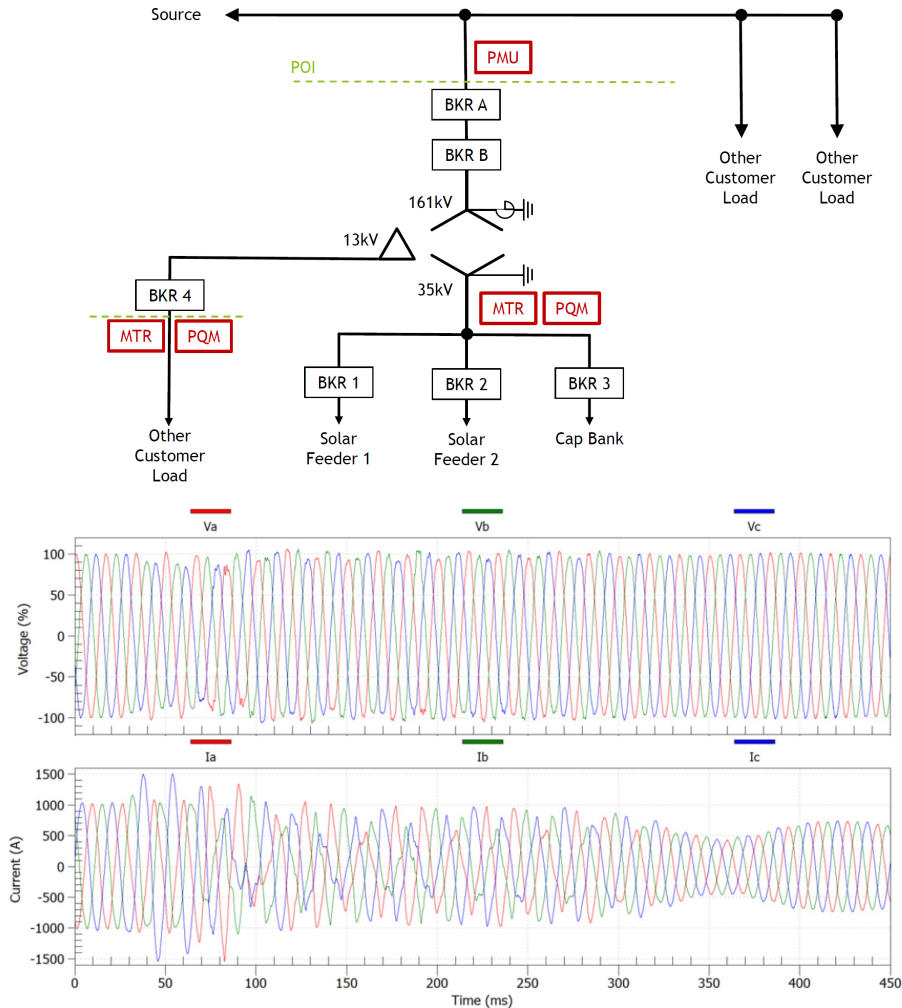 Source
PMU
POI
BKR A
BKR B
Other
Customer
Load
Other
Customer
Load
161kV
13kV
35kV
BKR 4
MTR
PQM
MTR
PQM
BKR 1
BKR 2
BKR 3
Other
Customer
Load
Solar
Feeder 1
Solar
Feeder 2
Cap Bank
Va
Vb
Vc
Voltage (%)
100
50
0
-50
-100
Ia
Ib
Ic
Current (A)
1500
1000
500
0
-500
-1000
-1500
0
50
100
150
200
250
300
350
400
450
Time (ms)